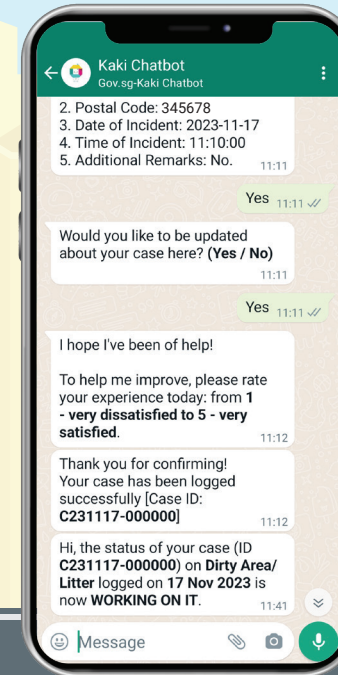 Kaki Chatbot
Gov.sg-Kaki Chatbot
2. Postal Code: 345678
3. Date of Incident: 2023-11-17
4. Time of Incident: 11:10:00
5. Additional Remarks: No.
11:11
Yes 11:11
Would you like to be updated
about your case here? (Yes / No)
11:11
Yes 11:11
I hope I've been of help!
To help me improve, please rate
your experience today: from 1
- very dissatisfied to 5 - very
satisfied.
11:12
Thank you for confirming!
Your case has been logged
successfully [Case ID:
C231117-000000]
11:12
Hi, the status of your case (ID
C231117-000000) on Dirty Area/
Litter logged on 17 Nov 2023 is
now WORKING ON IT.
11:41
Message